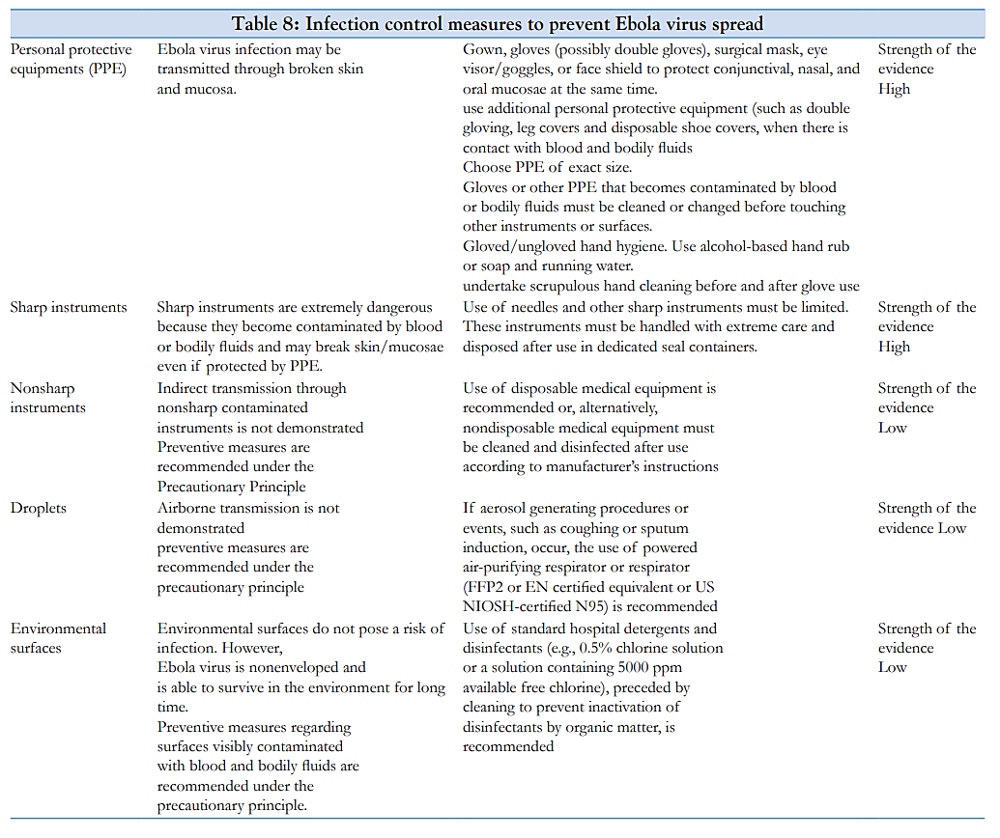 Table 8: Infection control measures to prevent Ebola virus spread
Personal protective
equipments (PPE)
Ebola virus infection may be
transmitted through broken skin
and mucosa.
Gown, gloves (possibly double gloves), surgical mask, eye
visor/goggles, or face shield to protect conjunctival, nasal, and
oral mucosae at the same time.
use additional personal protective equipment (such as double
gloving, leg covers and disposable shoe covers, when there is
contact with blood and bodily fluids
Choose PPE of exact size.
Gloves or other PPE that becomes contaminated by blood
or bodily fluids must be cleaned or changed before touching
other instruments or surfaces.
Gloved/ungloved hand hygiene. Use alcohol-based hand rub
or soap and running water.
undertake scrupulous hand cleaning before and after glove use
Strength of the
evidence
High
Sharp instruments
Sharp instruments are extremely dangerous
because they become contaminated by blood
or bodily fluids and may break skin/mucosae
even if protected by PPE.
Use of needles and other sharp instruments must be limited.
These instruments must be handled with extreme care and
disposed after use in dedicated seal containers.
Strength of the
evidence
High
Nonsharp
instruments
Indirect transmission through
nonsharp contaminated
instruments is not demonstrated
Preventive measures are
recommended under the
Precautionary Principle
Use of disposable medical equipment is
recommended or, alternatively,
nondisposable medical equipment must
be cleaned and disinfected after use
according to manufacturer's instructions
Strength of the
evidence
Low
Droplets
Airborne transmission is not
demonstrated
preventive measures are
recommended under the
precautionary principle
If aerosol generating procedures or
events, such as coughing or sputum
induction, occur, the use of powered
air-purifying respirator or respirator
(FFP2 or EN certified equivalent or US
NIOSH-certified N95) is recommended
Strength of the
evidence Low
Environmental
surfaces
Environmental surfaces do not pose a risk of
infection. However,
Ebola virus is nonenveloped and
is able to survive in the environment for long
time.
Preventive measures regarding
surfaces visibly contaminated
with blood and bodily fluids are
recommended under the
precautionary principle.
Use of standard hospital detergents and
disinfectants (e.g., 0.5% chlorine solution
or a solution containing 5000 ppm
available free chlorine), preceded by
cleaning to prevent inactivation of
disinfectants by organic matter, is
recommended
Strength of the
evidence
Low